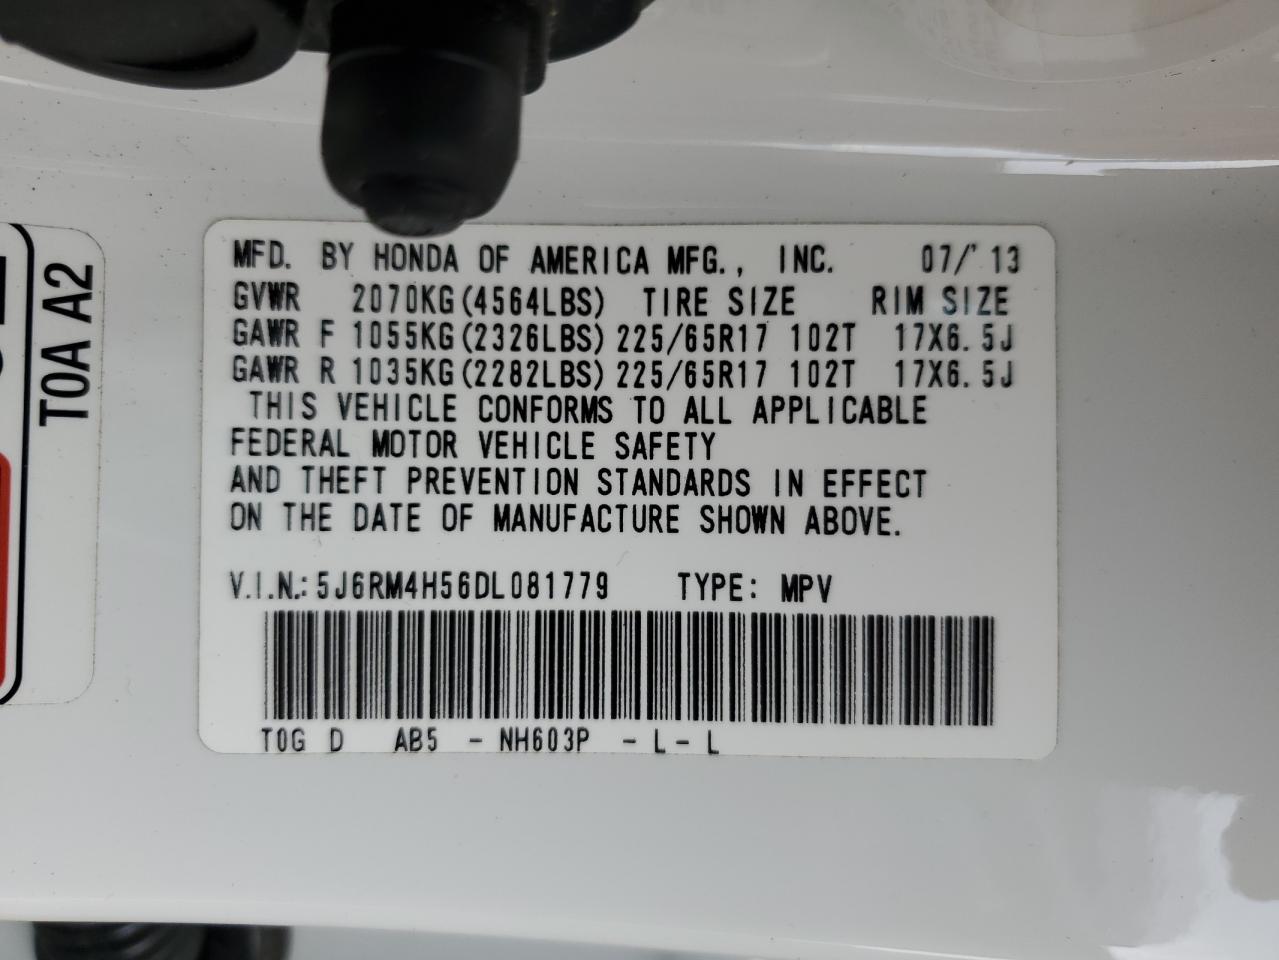 MFD. BY HONDA OF AMERICA MFG., INC. 07/'13
GVWR 2070KG(4564LBS) TIRE SIZE RIM SIZE
GAWR F 1055KG(2326LBS) 225/65R17 102T 17X6.5J
GAWR R 1035KG(2282LBS) 225/65R17 102T 17X6.5J
THIS VEHICLE CONFORMS TO ALL APPLICABLE
FEDERAL MOTOR VEHICLE SAFETY
AND THEFT PREVENTION STANDARDS IN EFFECT
ON THE DATE OF MANUFACTURE SHOWN ABOVE.
V.I.N.: 5J6RM4H56DL081779 TYPE: MPV
T0G D AB5 - NH603P - L - L
T0A A2